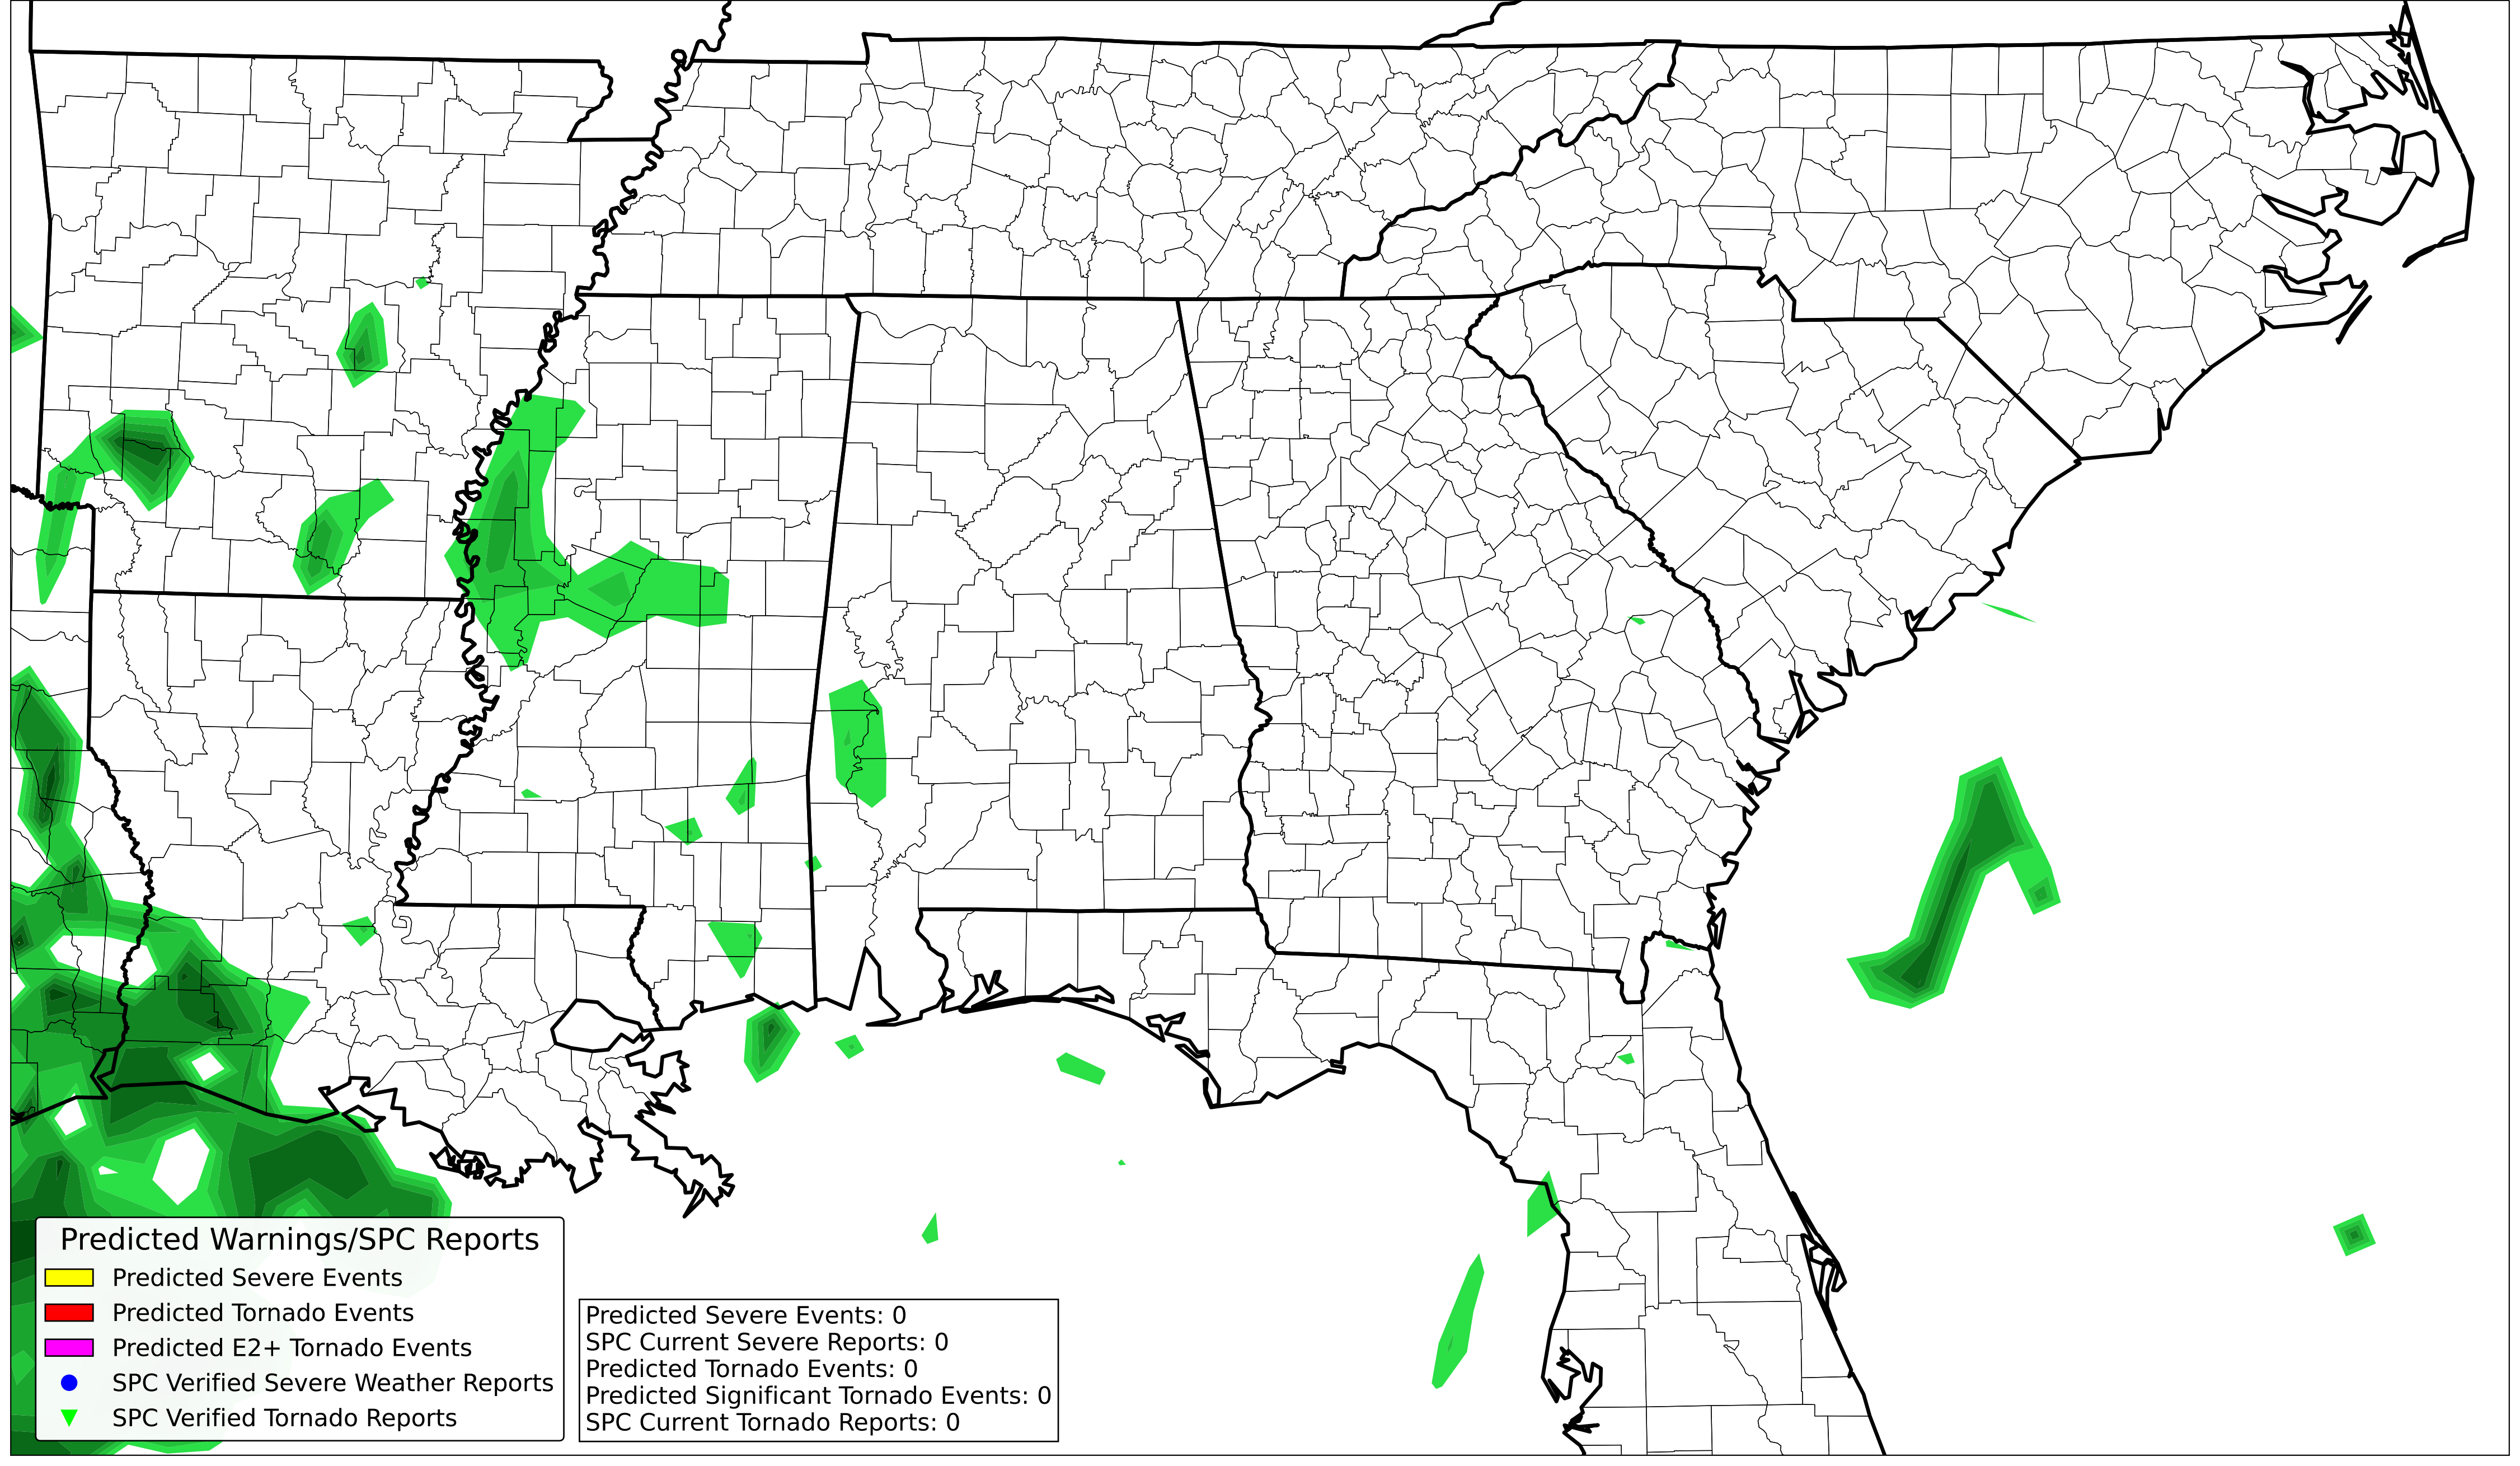 Predicted Warnings/SPC Reports
Predicted Severe Events
Predicted Tornado Events
Predicted E2+ Tornado Events
SPC Verified Severe Weather Reports
SPC Verified Tornado Reports
Predicted Severe Events: 0
SPC Current Severe Reports: 0
Predicted Tornado Events: 0
Predicted Significant Tornado Events: 0
SPC Current Tornado Reports: 0